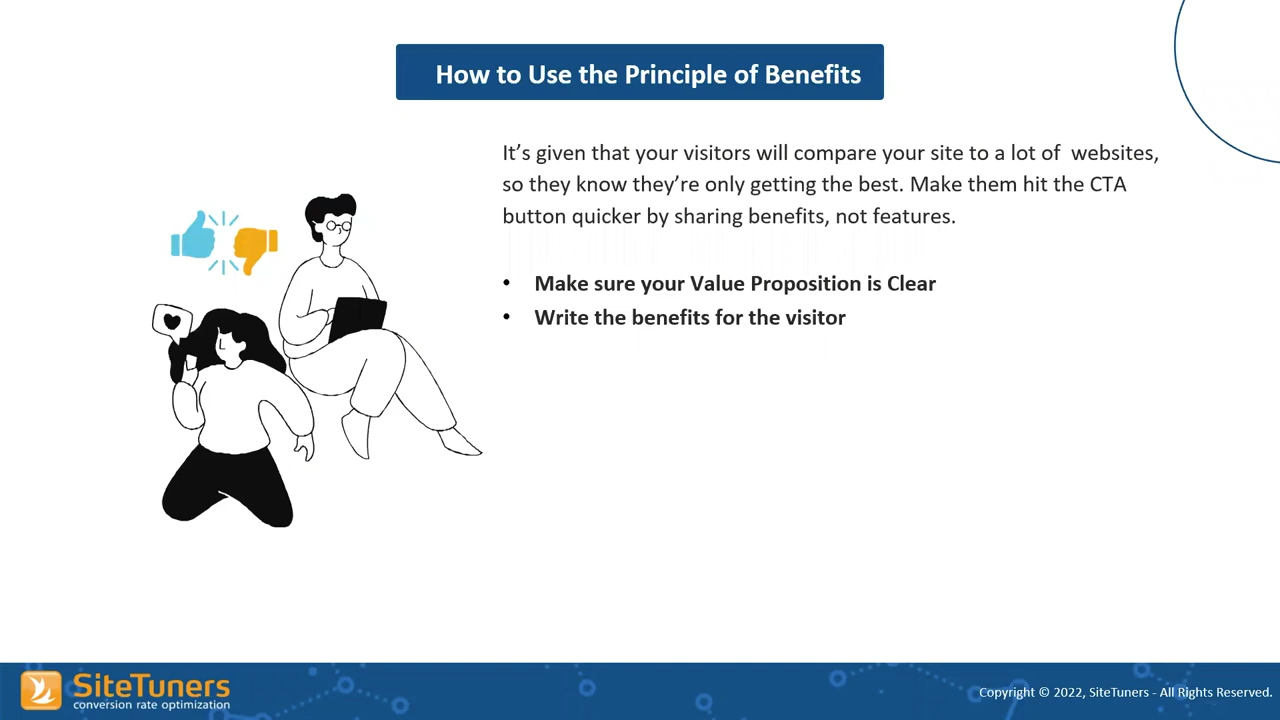 How to Use the Principle of Benefits
It’s given that your visitors will compare your site to a lot of  websites,
so they know they’re only getting the best. Make them hit the CTA
button quicker by sharing benefits, not features.
• Make sure your Value Proposition is Clear
• Write the benefits for the visitor
SiteTuners
conversion rate optimization
Copyright © 2022, SiteTuners - All Rights Reserved.